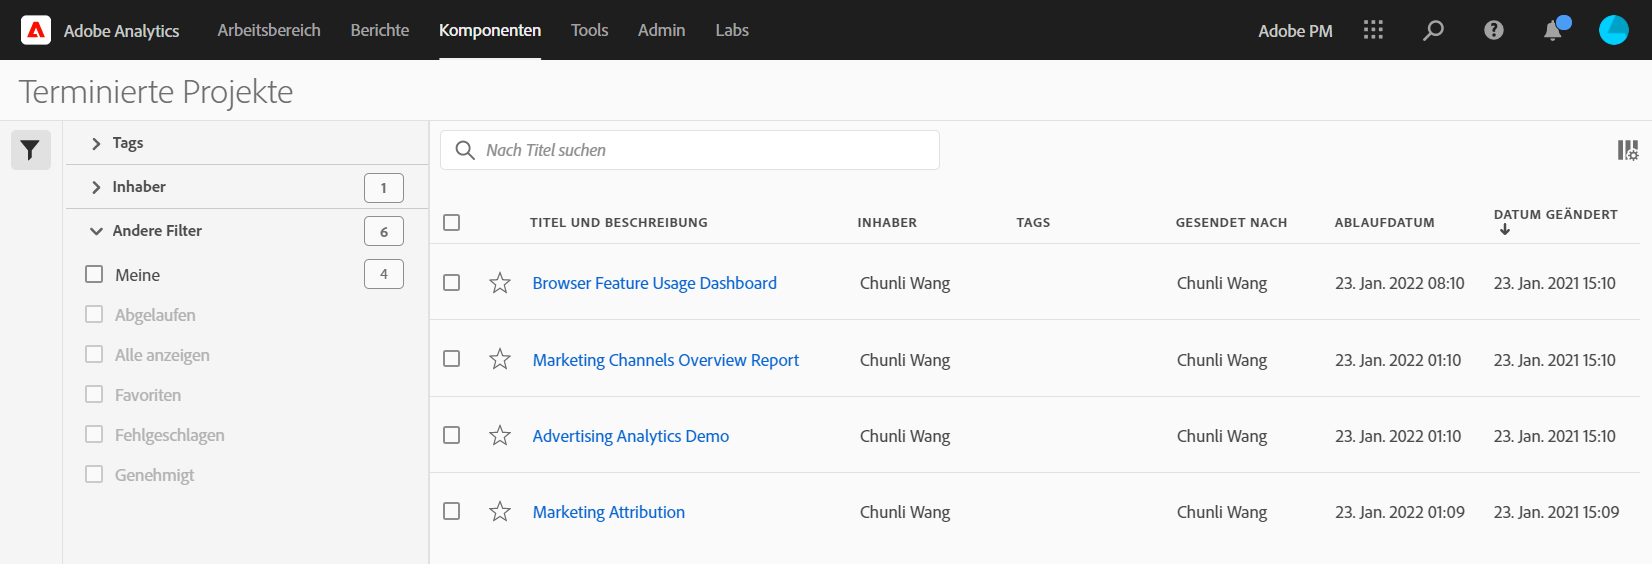 Adobe Analytics Arbeitsbereich Berichte Komponenten Tools Admin Labs Adobe PM
Terminierte Projekte
Tags
Inhaber 1
Andere Filter 6
Meine 4
Abgelaufen
Alle anzeigen
Favoriten
Fehlgeschlagen
Genehmigt
Nach Titel suchen
TITEL UND BESCHREIBUNG INHABER TAGS GESENDET NACH ABLAUFDATUM DATUM GEÄNDERT
Browser Feature Usage Dashboard Chunli Wang Chunli Wang 23. Jan. 2022 08:10 23. Jan. 2021 15:10
Marketing Channels Overview Report Chunli Wang Chunli Wang 23. Jan. 2022 01:10 23. Jan. 2021 15:10
Advertising Analytics Demo Chunli Wang Chunli Wang 23. Jan. 2022 01:10 23. Jan. 2021 15:10
Marketing Attribution Chunli Wang Chunli Wang 23. Jan. 2022 01:09 23. Jan. 2021 15:09